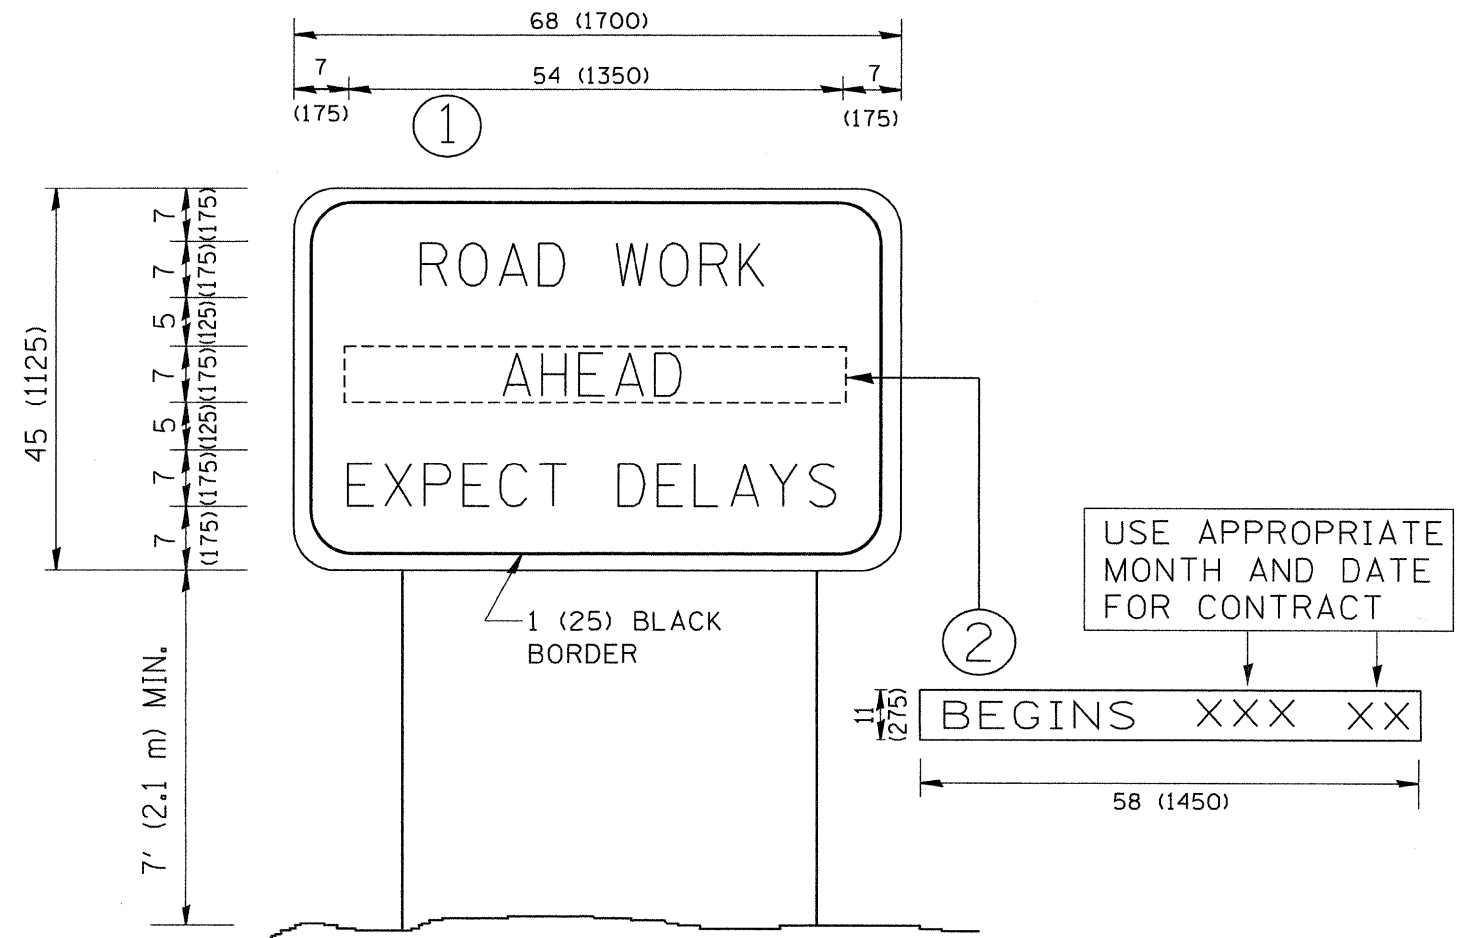 68 (1700)
7 54 (1350) 7
(175) (175)
1
7 (175)
7 (175)
5 (125)
7 (175)
5 (125)
7 (175)
7 (175)
45 (1125)
ROAD WORK
AHEAD
EXPECT DELAYS
1 (25) BLACK
BORDER
7' (2.1 m) MIN.
2
USE APPROPRIATE
MONTH AND DATE
FOR CONTRACT
11
(275)
BEGINS XXX XX
58 (1450)